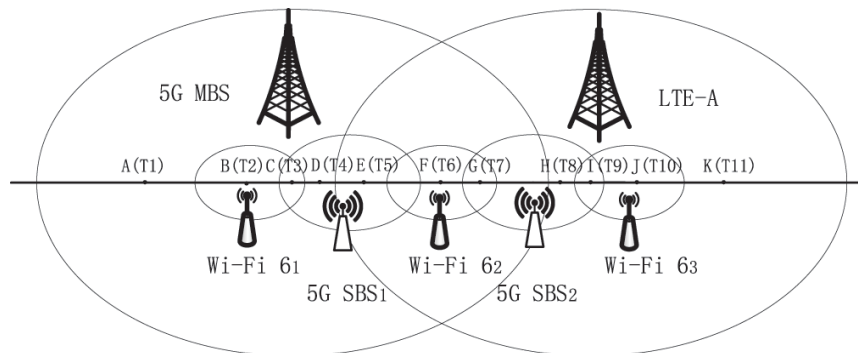 5G MBS
LTE-A
A(T1) B(T2) C(T3) D(T4) E(T5) F(T6) G(T7) H(T8) I(T9) J(T10) K(T11)
Wi-Fi 6₁ Wi-Fi 6₂ Wi-Fi 6₃
5G SBS₁ 5G SBS₂